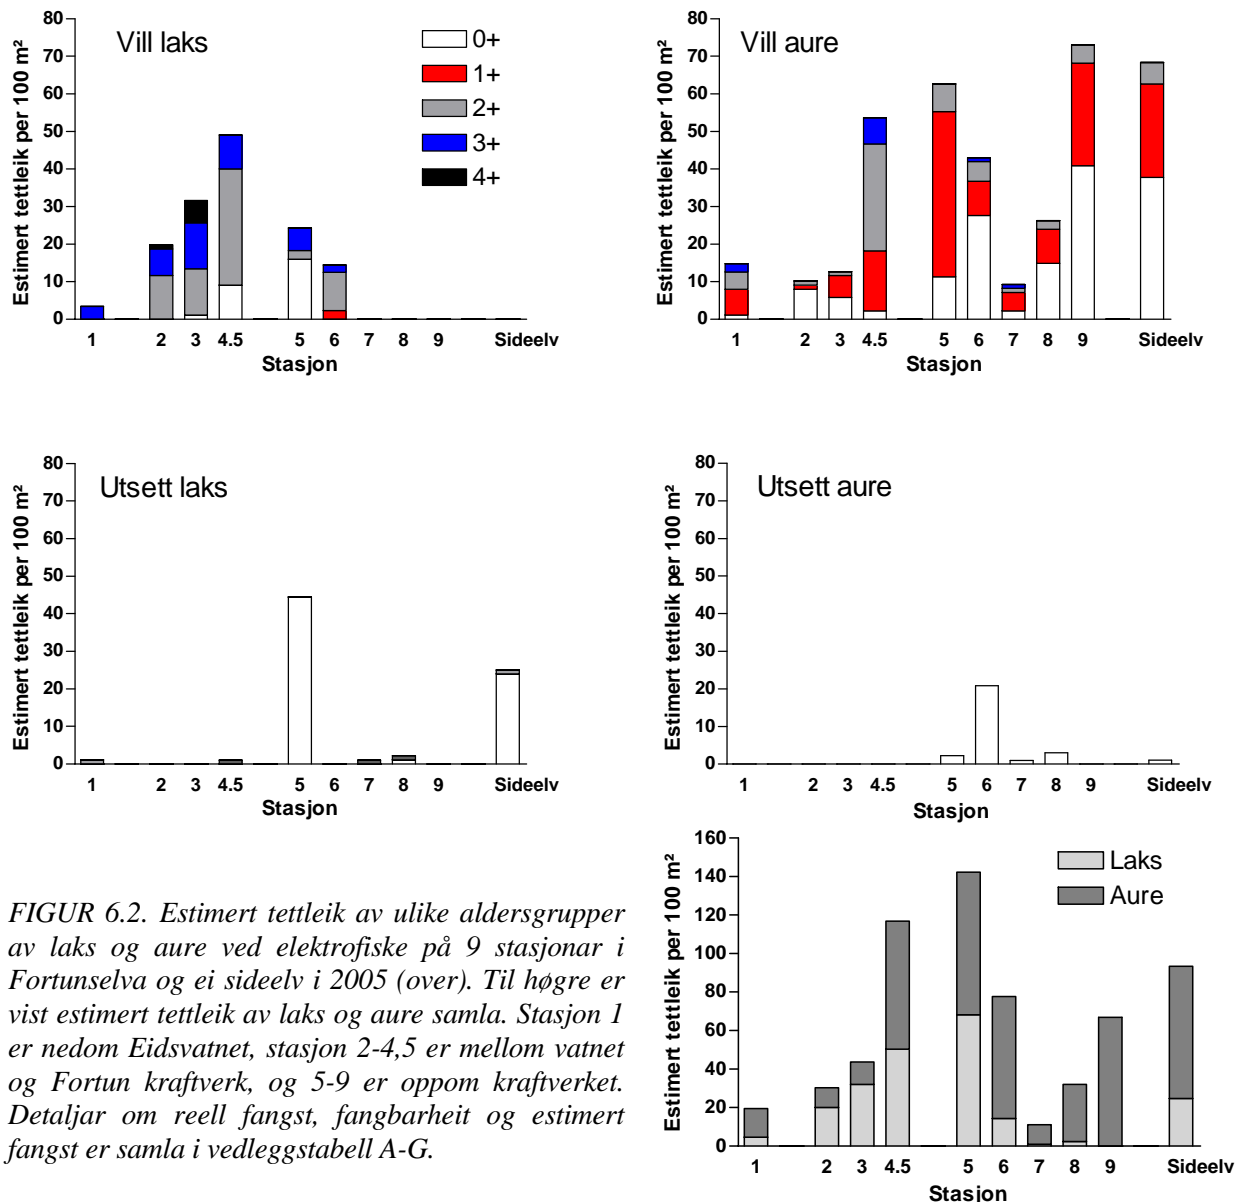 Vill laks
0+
1+
2+
3+
4+
Estimert tettleik per 100 m²
80
70
60
50
40
30
20
10
0
1 2 3 4.5 5 6 7 8 9 Sideelv
Stasjon
Vill aure
Estimert tettleik per 100 m²
80
70
60
50
40
30
20
10
0
1 2 3 4.5 5 6 7 8 9 Sideelv
Stasjon
Utsett laks
Estimert tettleik per 100 m²
80
70
60
50
40
30
20
10
0
1 2 3 4.5 5 6 7 8 9 Sideelv
Stasjon
Utsett aure
Estimert tettleik per 100 m²
80
70
60
50
40
30
20
10
0
1 2 3 4.5 5 6 7 8 9 Sideelv
Stasjon
FIGUR 6.2. Estimert tettleik av ulike aldersgrupper
av laks og aure ved elektrofiske på 9 stasjonar i
Fortunselva og ei sideelv i 2005 (over). Til høgre er
vist estimert tettleik av laks og aure samla. Stasjon 1
er nedom Eidsvatnet, stasjon 2-4,5 er mellom vatnet
og Fortun kraftverk, og 5-9 er oppom kraftverket.
Detaljar om reell fangst, fangbarheit og estimert
fangst er samla i vedleggstabell A-G.
Laks
Aure
Estimert tettleik per 100 m²
160
140
120
100
80
60
40
20
0
1 2 3 4.5 5 6 7 8 9 Sideelv
Stasjon